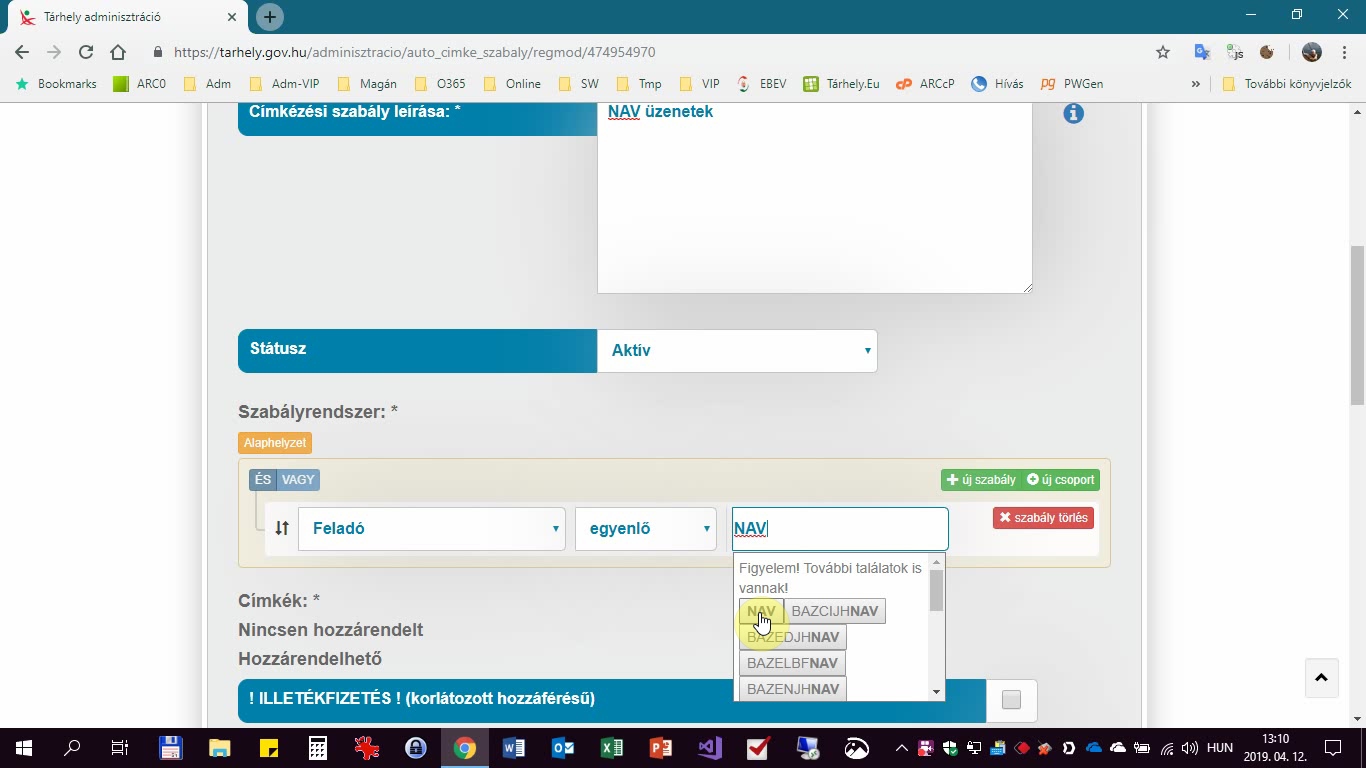 Tárhely adminisztráció
https://tarhely.gov.hu/adminisztracio/auto_cimke_szabaly/regmod/474954970
Bookmarks ARC0 Adm Adm-VIP Magán O365 Online SW Tmp VIP EBEV Tárhely.Eu ARCcP Hívás PWGen » További könyvjelzők
Címkézési szabály leírása: *
NAV üzenetek
Státusz
Aktív
Szabályrendszer: *
Alaphelyzet
ÉS VAGY
új szabály új csoport
Feladó
egyenlő
NAV
szabály törlés
Figyelem! További találatok is
vannak!
NAV BAZCIJHNAV
BAZEDJHNAV
BAZELBFNAV
BAZENJHNAV
Címkék: *
Nincsen hozzárendelt
Hozzárendelhető
! ILLETÉKFIZETÉS ! (korlátozott hozzáférésű)
HUN
13:10
2019. 04. 12.